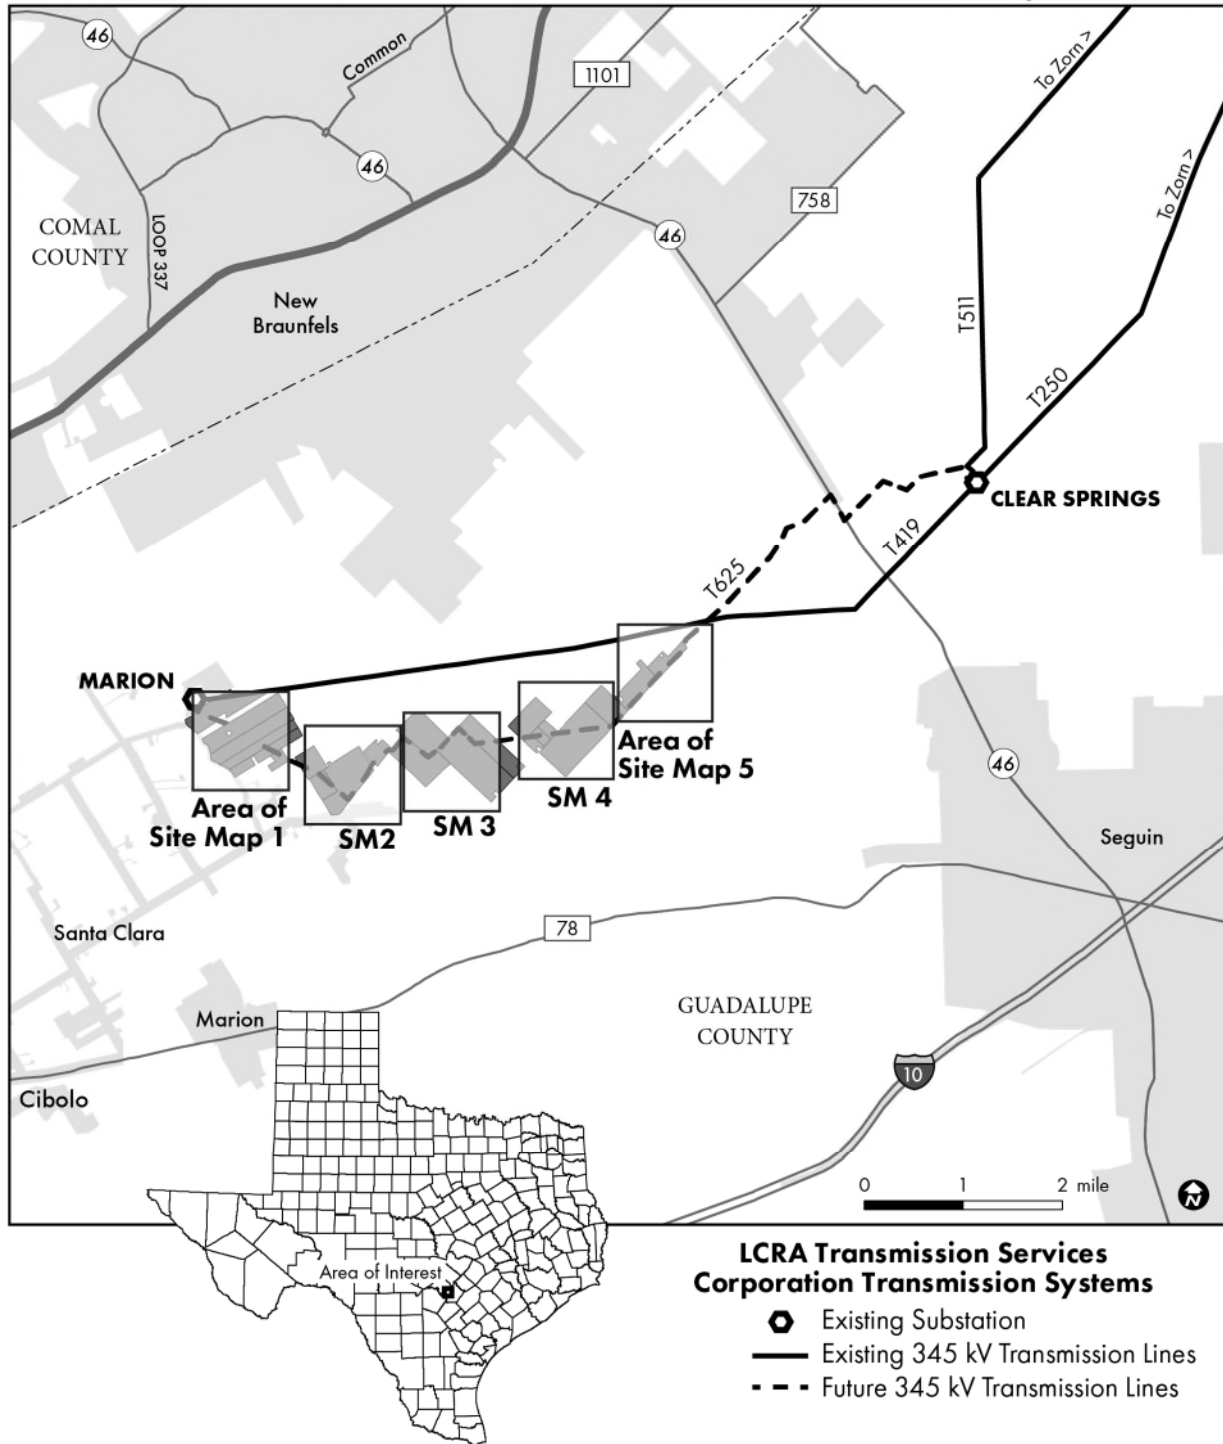 46
Common
1101
To Zorn >
46
To Zorn >
758
COMAL
COUNTY
LOOP 337
46
New
Braunfels
T511
T250
CLEAR SPRINGS
T419
T625
MARION
Area of
Site Map 1
SM2
SM 3
SM 4
Area of
Site Map 5
46
Seguin
78
Santa Clara
GUADALUPE
COUNTY
Marion
10
Cibolo
0 1 2 mile
N
Area of Interest
LCRA Transmission Services
Corporation Transmission Systems
Existing Substation
Existing 345 kV Transmission Lines
Future 345 kV Transmission Lines